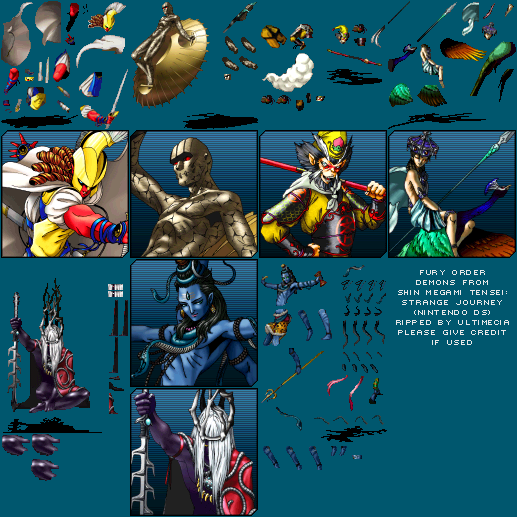 FURY ORDER
DEMONS FROM
SHIN MEGAMI TENSEI:
STRANGE JOURNEY
(NINTENDO DS)
RIPPED BY ULTIMECIA
PLEASE GIVE CREDIT
IF USED